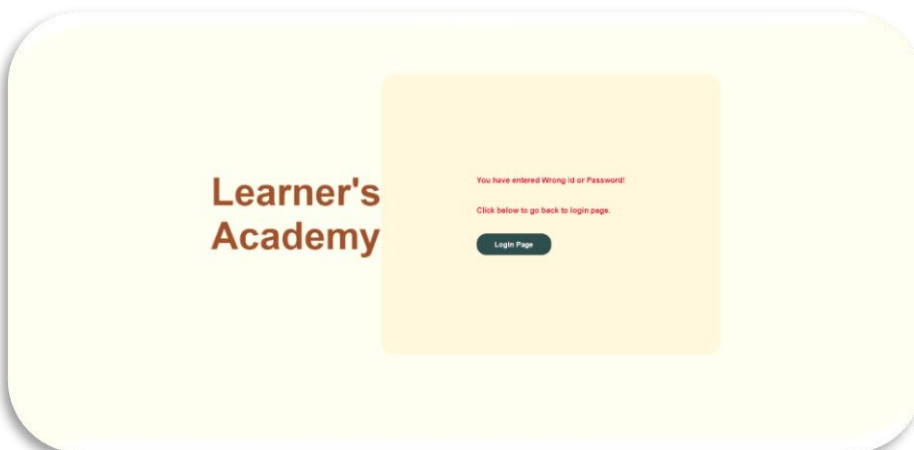 Learner's
Academy
You have entered Wrong id or Password!
Click below to go back to login page.
Login Page